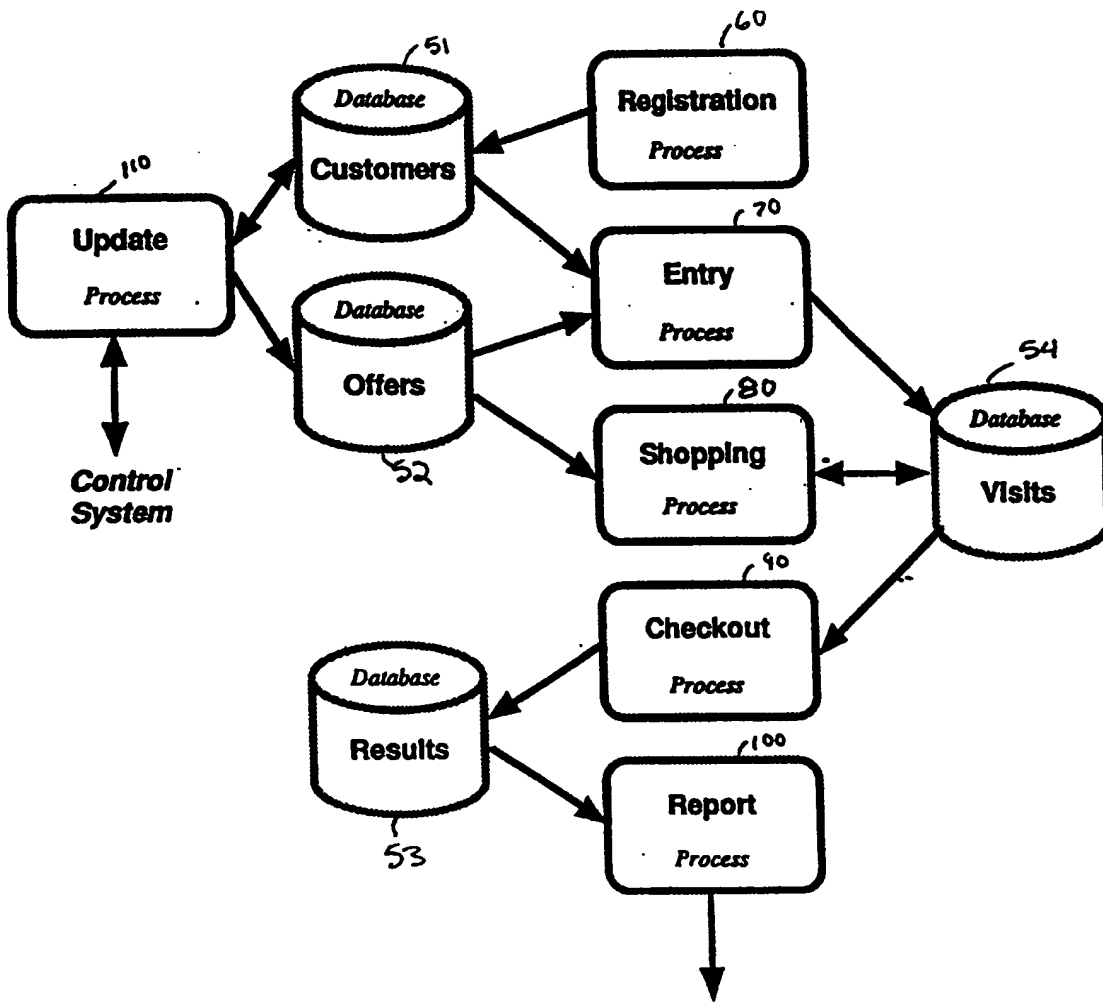 51
Database
Customers
60
Registration
Process
110
Update
Process
70
Entry
Process
Database
Offers
52
54
Database
Visits
80
Shopping
Process
Control
System
90
Checkout
Process
Database
Results
53
100
Report
Process